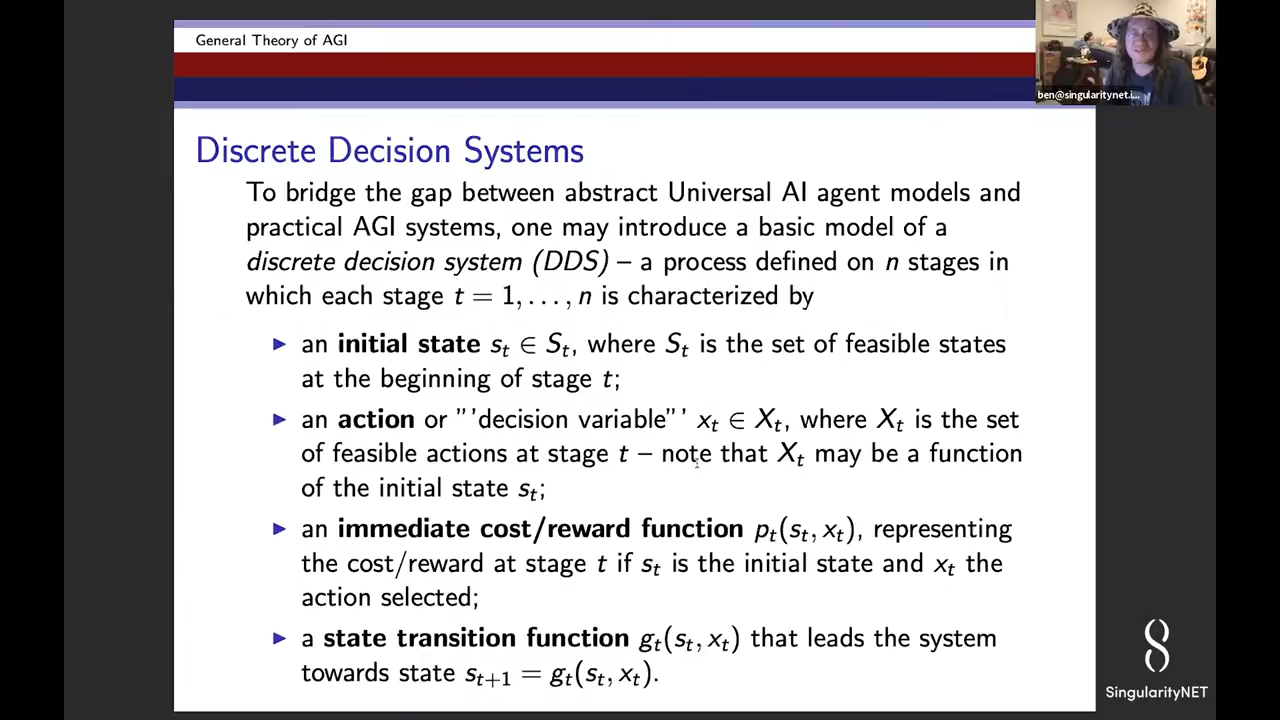 General Theory of AGI
ben@singularitynet.i...
Discrete Decision Systems
To bridge the gap between abstract Universal AI agent models and
practical AGI systems, one may introduce a basic model of a
discrete decision system (DDS) – a process defined on n stages in
which each stage t = 1, . . . , n is characterized by
▶ an initial state sₜ ∈ Sₜ, where Sₜ is the set of feasible states
at the beginning of stage t;
▶ an action or ”’decision variable”’ xₜ ∈ Xₜ, where Xₜ is the set
of feasible actions at stage t – note that Xₜ may be a function
of the initial state sₜ;
▶ an immediate cost/reward function pₜ(sₜ, xₜ), representing
the cost/reward at stage t if sₜ is the initial state and xₜ the
action selected;
▶ a state transition function gₜ(sₜ, xₜ) that leads the system
towards state sₜ₊₁ = gₜ(sₜ, xₜ).
SingularityNET